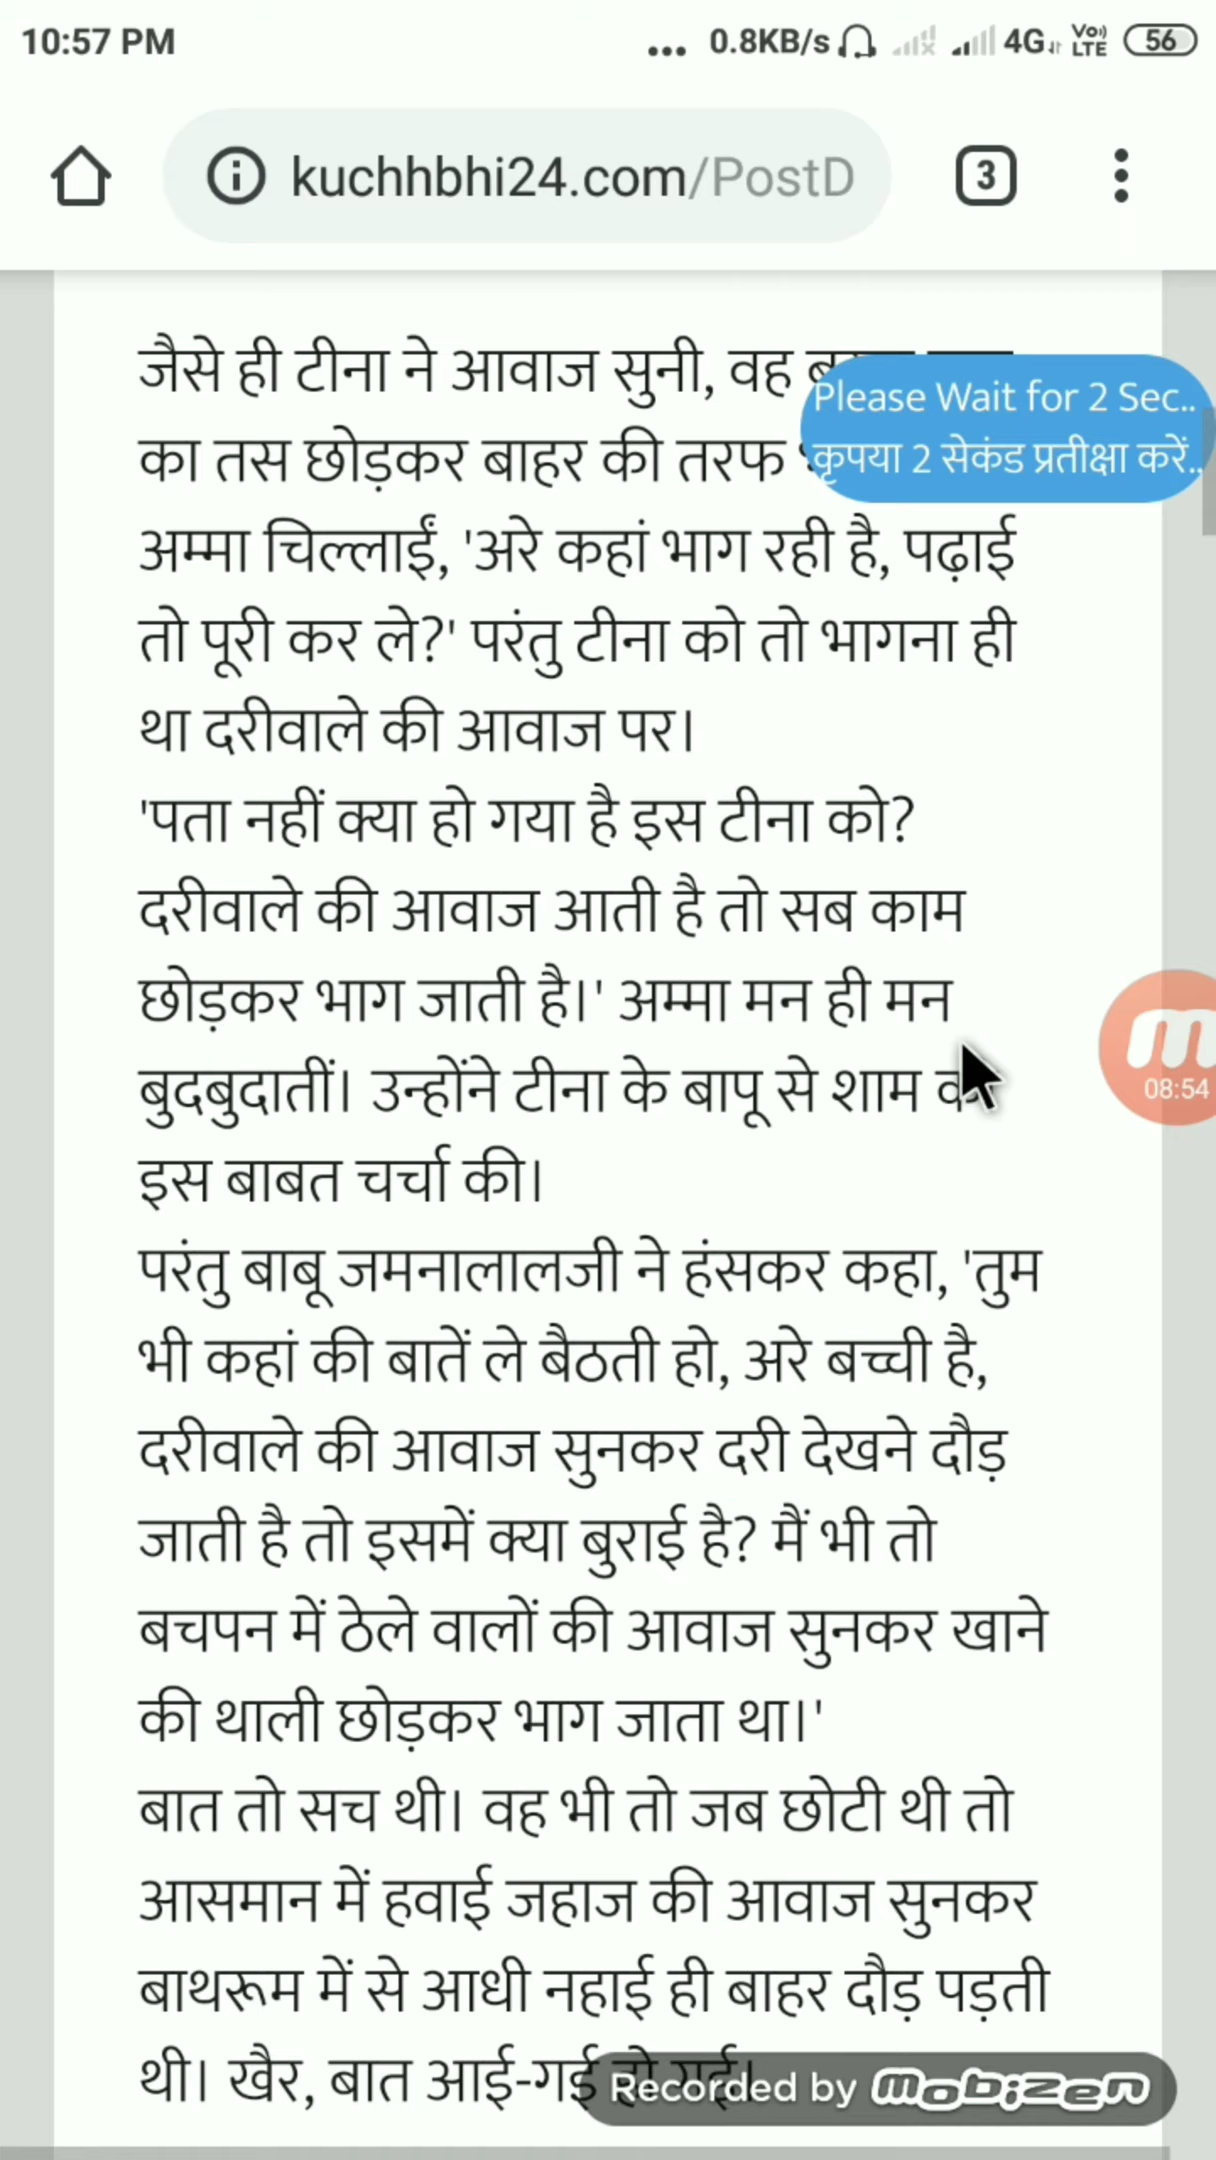 10:57 PM
... 0.8KB/s 4G VoD LTE 56
kuchhbhi24.com/PostD
3
जैसे ही टीना ने आवाज सुनी, वह
Please Wait for 2 Sec..
का तस छोड़कर बाहर की तरफ
कृपया 2 सेकंड प्रतीक्षा करें..
अम्मा चिल्लाईं, 'अरे कहां भाग रही है, पढ़ाई
तो पूरी कर ले?' परंतु टीना को तो भागना ही
था दरीवाले की आवाज पर।
'पता नहीं क्या हो गया है इस टीना को?
दरीवाले की आवाज आती है तो सब काम
छोड़कर भाग जाती है।' अम्मा मन ही मन
बुदबुदातीं। उन्होंने टीना के बापू से शाम
08:54
इस बाबत चर्चा की।
परंतु बाबू जमनालालजी ने हंसकर कहा, 'तुम
भी कहां की बातें ले बैठती हो, अरे बच्ची है,
दरीवाले की आवाज सुनकर दरी देखने दौड़
जाती है तो इसमें क्या बुराई है? मैं भी तो
बचपन में ठेले वालों की आवाज सुनकर खाने
की थाली छोड़कर भाग जाता था।'
बात तो सच थी। वह भी तो जब छोटी थी तो
आसमान में हवाई जहाज की आवाज सुनकर
बाथरूम में से आधी नहाई ही बाहर दौड़ पड़ती
थी। खैर, बात आई-गई हो गई।
Recorded by mobizen